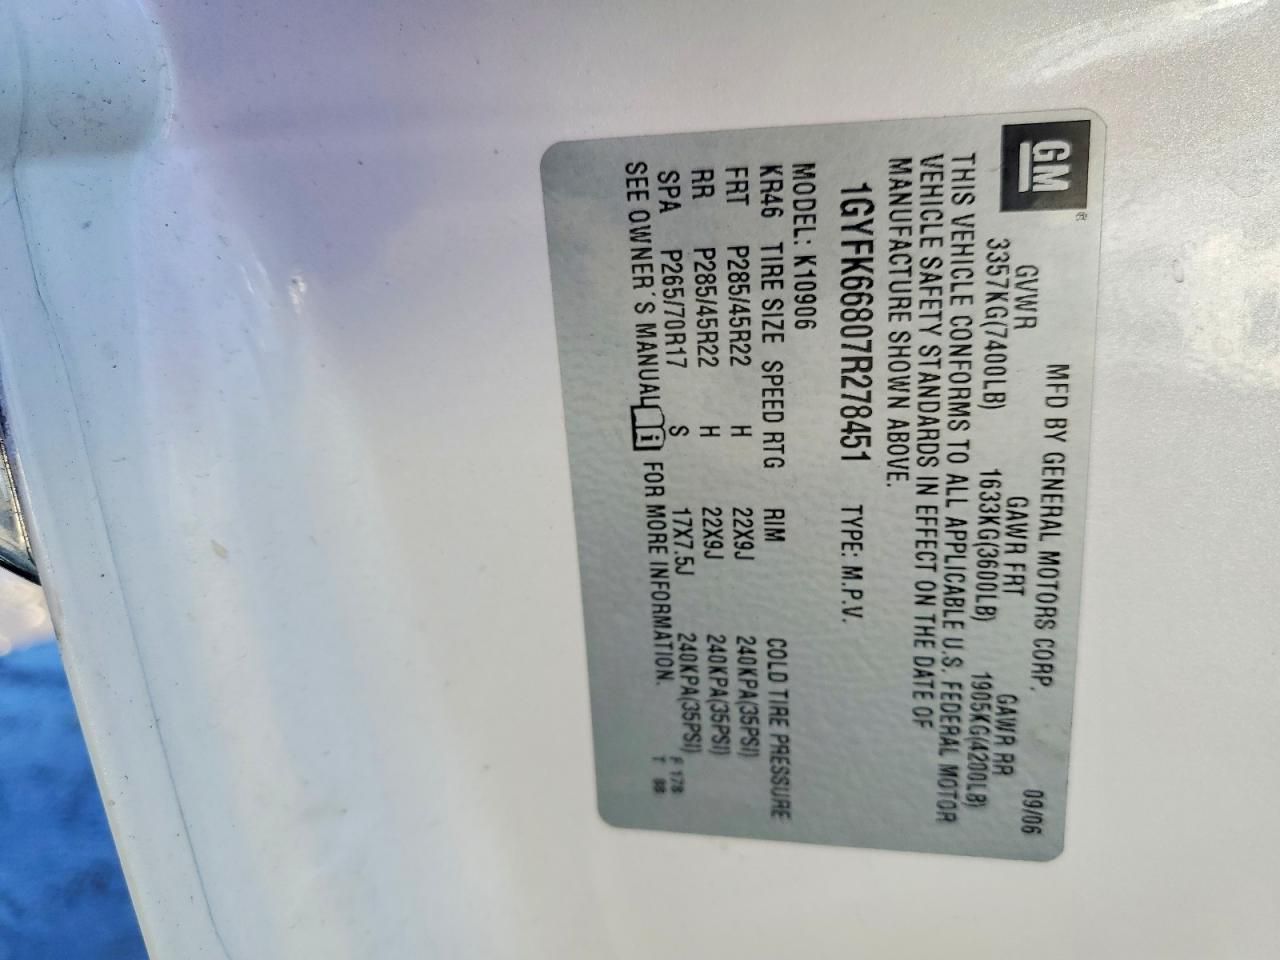 GM®
MFD BY GENERAL MOTORS CORP. 09/06
GVWR GAWR FRT GAWR RR
3357KG(7400LB) 1633KG(3600LB) 1905KG(4200LB)
THIS VEHICLE CONFORMS TO ALL APPLICABLE U.S. FEDERAL MOTOR
VEHICLE SAFETY STANDARDS IN EFFECT ON THE DATE OF
MANUFACTURE SHOWN ABOVE.
1GYFK66807R278451 TYPE: M.P.V.
MODEL: K10906
KR46 TIRE SIZE SPEED RTG RIM COLD TIRE PRESSURE
FRT P285/45R22 H 22X9J 240KPA(35PSI)
RR P285/45R22 H 22X9J 240KPA(35PSI)
SPA P265/70R17 S 17X7.5J 240KPA(35PSI)
SEE OWNER'S MANUAL i FOR MORE INFORMATION.
F 178
T